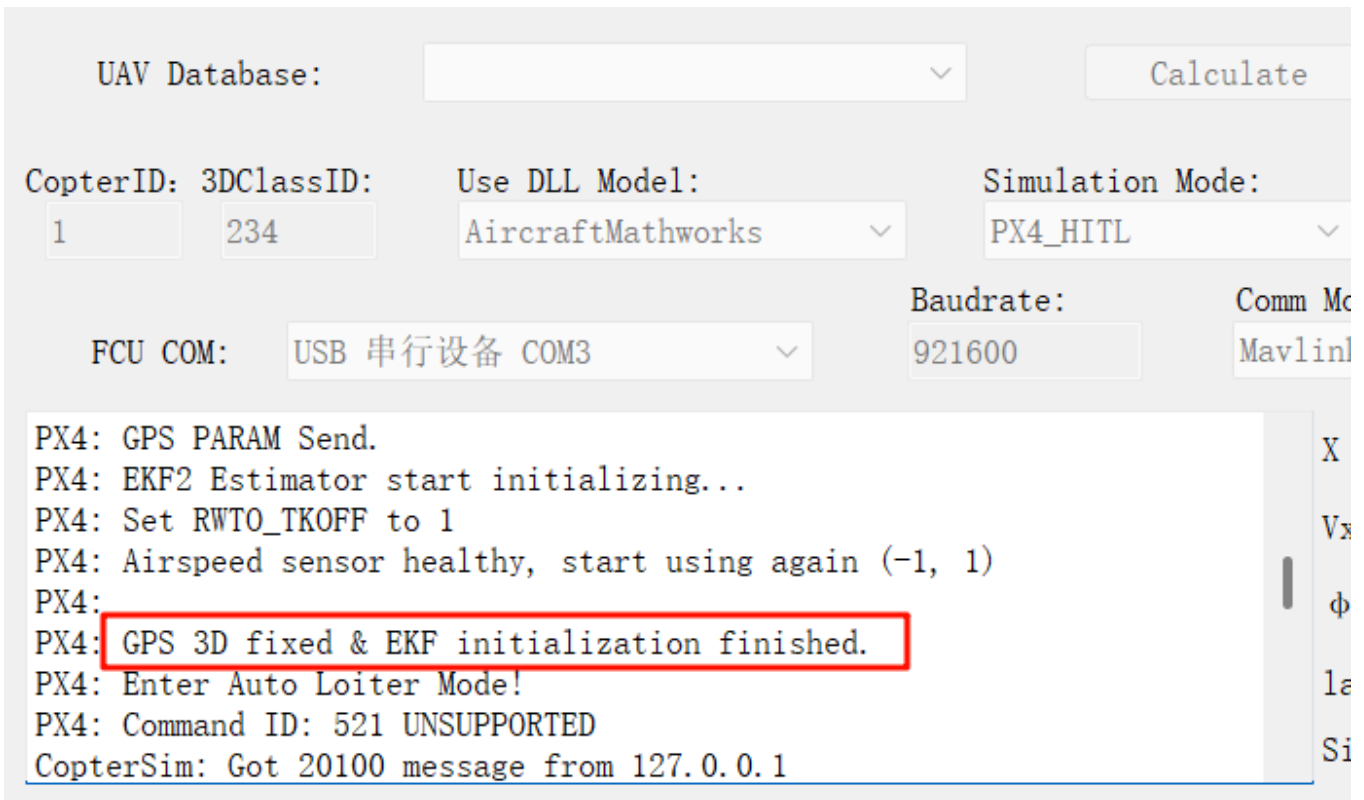 UAV Database:
Calculate
CopterID: 3DClassID: Use DLL Model: Simulation Mode:
1 234 AircraftMathworks PX4_HITL
Baudrate: Comm
FCU COM: USB 串行设备 COM3 921600
PX4: GPS PARAM Send.
PX4: EKF2 Estimator start initializing...
PX4: Set RWTO_TKOFF to 1
PX4: Airspeed sensor healthy, start using again (-1, 1)
PX4:
PX4: GPS 3D fixed & EKF initialization finished.
PX4: Enter Auto Loiter Mode!
PX4: Command ID: 521 UNSUPPORTED
CopterSim: Got 20100 message from 127.0.0.1
X
Vx
ф